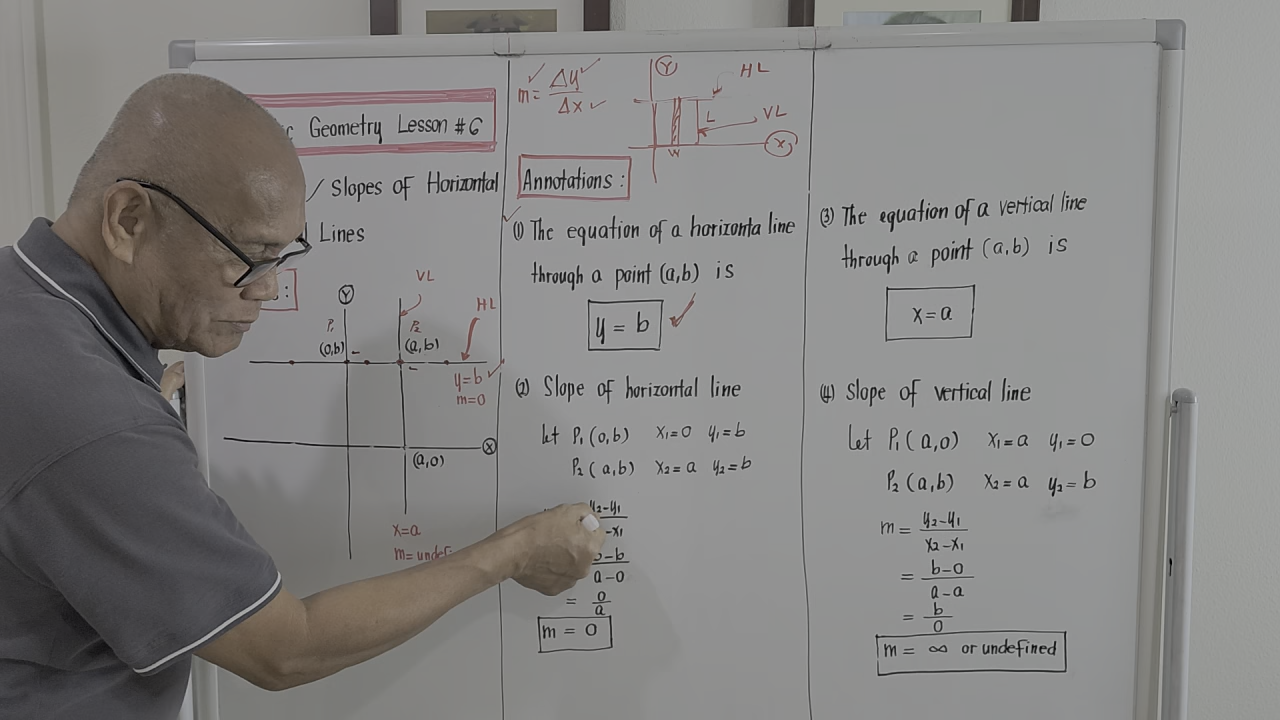 Geometry Lesson #6
Slopes of Horizontal
Lines
VL
HL
Y
P1
(0,b)
P2
(a,b)
y=b
m=0
X
(a,0)
x=a
m=undef
m= Δy/Δx
Y
HL
L
VL
X
W
Annotations:
(1) The equation of a horizonta line
through a point (a,b) is
y = b
(2) Slope of horizontal line
let P1 (0,b) x1=0 y1=b
P2 (a,b) x2=a y2=b
y2-y1
-x1
b-b
a-0
= 0/a
m = 0
(3) The equation of a vertical line
through a point (a,b) is
x=a
(4) Slope of vertical line
let P1 (a,0) x1=a y1=0
P2 (a,b) x2=a y2=b
m = y2-y1/x2-x1
= b-0/a-a
= b/0
m = ∞ or undefined